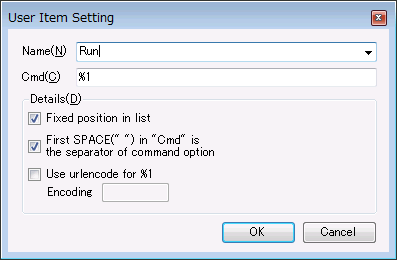 User Item Setting
Name(N) Run
Cmd(C) %1
Details(D)
Fixed position in list
First SPACE(" ") in "Cmd" is
the separator of command option
Use urlencode for %1
Encoding
OK Cancel